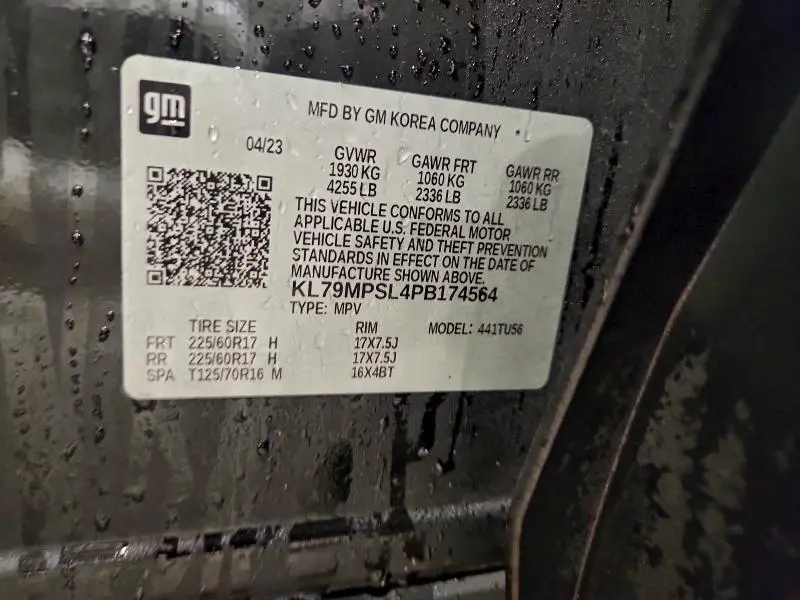 gm
MFD BY GM KOREA COMPANY
04/23
GVWR GAWR FRT GAWR RR
1930 KG 1060 KG 1060 KG
4255 LB 2336 LB 2336 LB
THIS VEHICLE CONFORMS TO ALL
APPLICABLE U.S. FEDERAL MOTOR
VEHICLE SAFETY AND THEFT PREVENTION
STANDARDS IN EFFECT ON THE DATE OF
MANUFACTURE SHOWN ABOVE.
KL79MPSL4PB174564
TYPE: MPV
TIRE SIZE RIM MODEL: 441TU56
FRT 225/60R17 H 17X7.5J
RR 225/60R17 H 17X7.5J
SPA T125/70R16 M 16X4BT